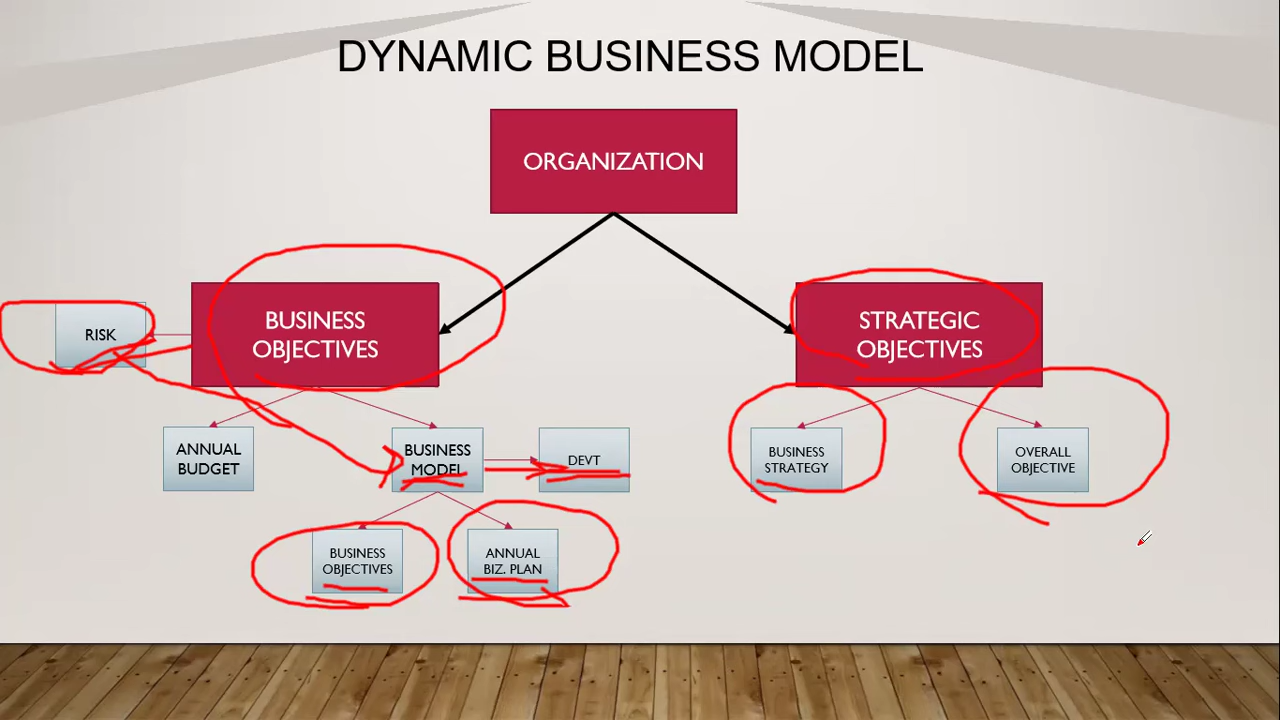 DYNAMIC BUSINESS MODEL
ORGANIZATION
RISK
BUSINESS
OBJECTIVES
STRATEGIC
OBJECTIVES
ANNUAL
BUDGET
BUSINESS
MODEL
DEVT
BUSINESS
STRATEGY
OVERALL
OBJECTIVE
BUSINESS
OBJECTIVES
ANNUAL
BIZ. PLAN